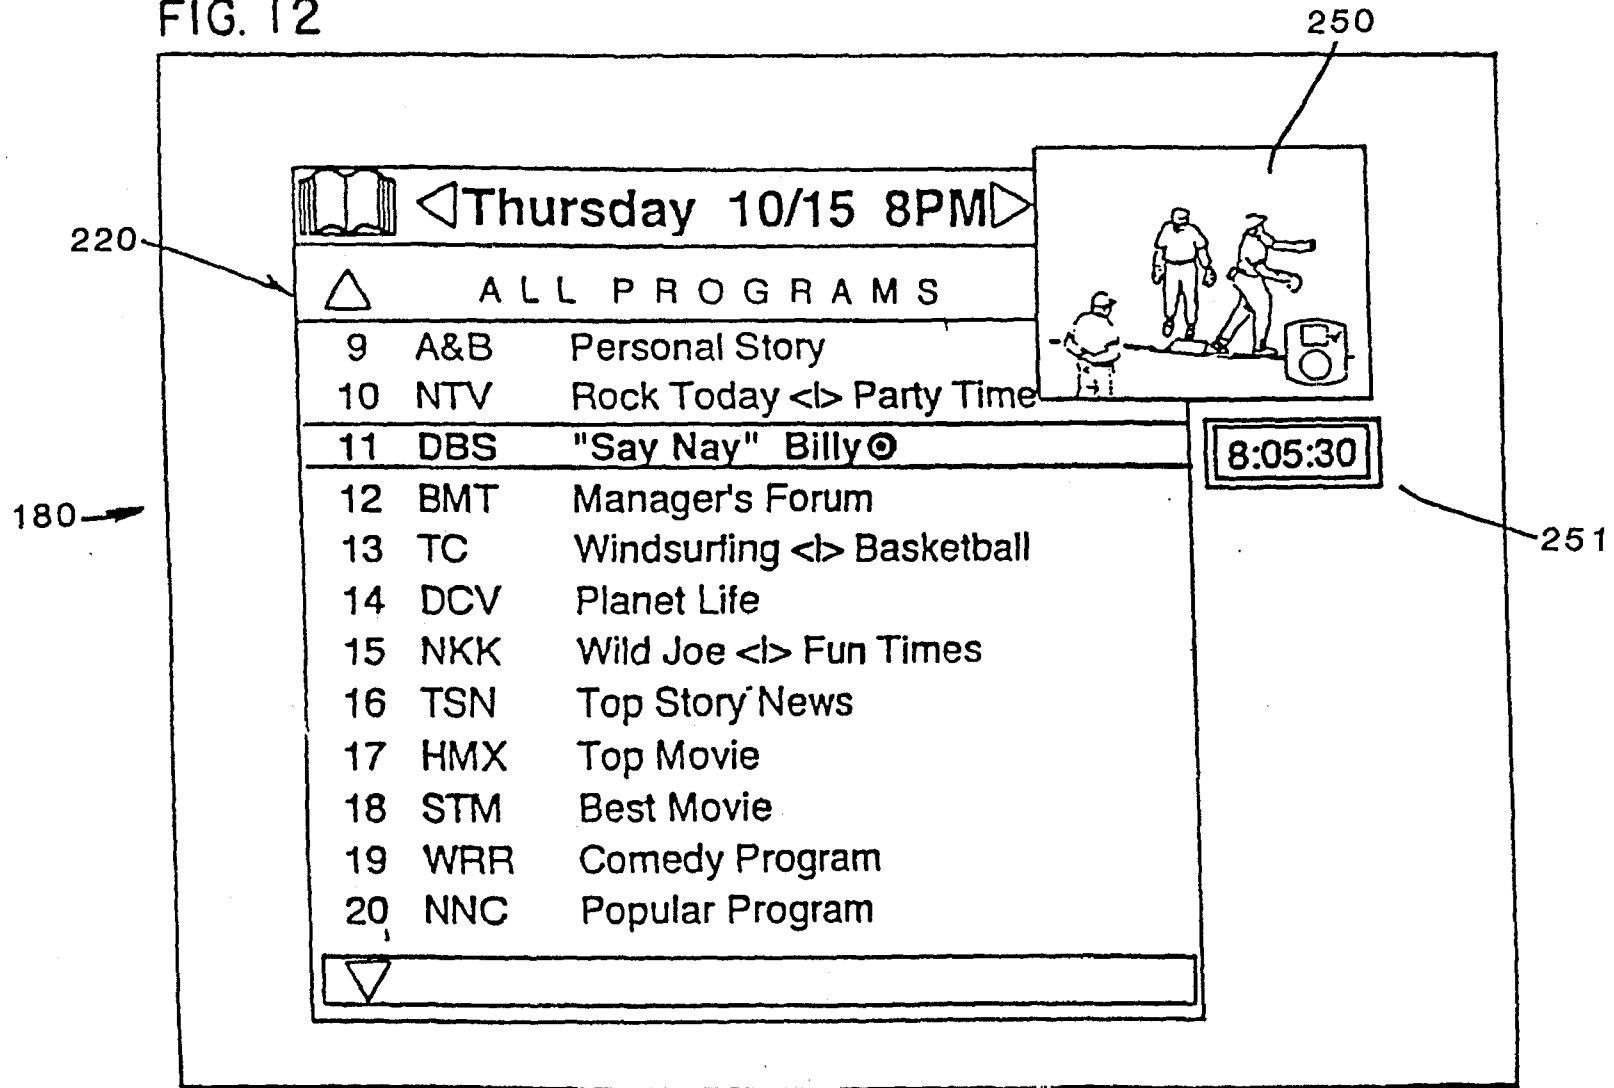 FIG. 12
250
Thursday 10/15 8PM
220
ALL PROGRAMS
9 A&B Personal Story
10 NTV Rock Today <|> Party Time
11 DBS "Say Nay" Billy
8:05:30
12 BMT Manager's Forum
180
251
13 TC Windsurfing <|> Basketball
14 DCV Planet Life
15 NKK Wild Joe <|> Fun Times
16 TSN Top Story News
17 HMX Top Movie
18 STM Best Movie
19 WRR Comedy Program
20 NNC Popular Program